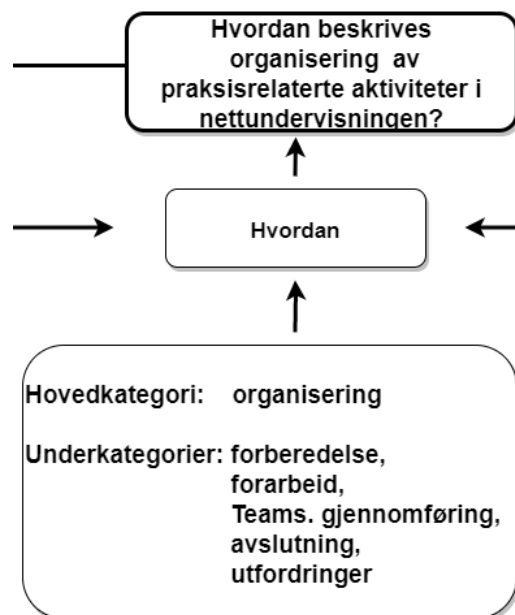 Hvordan beskrives
organisering av
praksisrelaterte aktiviteter i
nettundervisningen?
Hvordan
Hovedkategori: organisering
Underkategorier: forberedelse,
forarbeid,
Teams. gjennomføring,
avslutning,
utfordringer